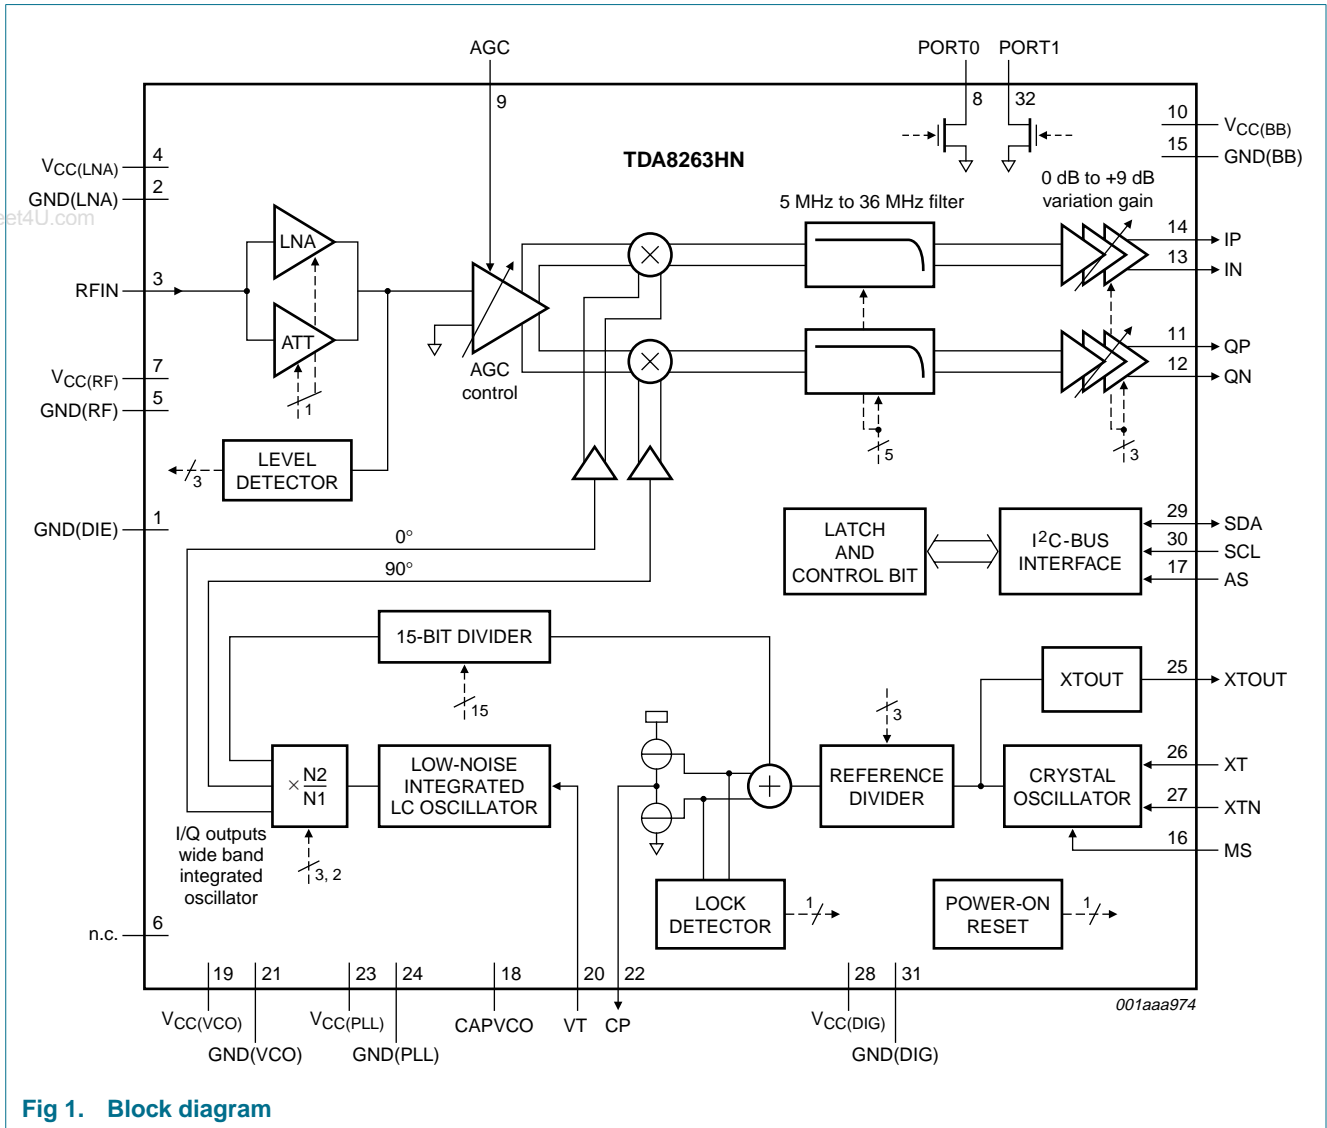 AGC
PORT0 PORT1
9
8
32
TDA8263HN
10
VCC(BB)
15
GND(BB)
VCC(LNA)
4
GND(LNA)
2
eet4U.com
RFIN
3
VCC(RF)
7
GND(RF)
5
GND(DIE)
1
n.c.
6
LNA
ATT
1
LEVEL
DETECTOR
3
AGC
control
5 MHz to 36 MHz filter
0 dB to +9 dB
variation gain
14
IP
13
IN
11
QP
12
QN
5
3
0°
90°
LATCH
AND
CONTROL BIT
I2C-BUS
INTERFACE
29
SDA
30
SCL
17
AS
15-BIT DIVIDER
15
XTOUT
25
XTOUT
3
× N2
N1
LOW-NOISE
INTEGRATED
LC OSCILLATOR
+
REFERENCE
DIVIDER
CRYSTAL
OSCILLATOR
26
XT
27
XTN
16
MS
I/Q outputs
wide band
integrated
oscillator
3, 2
LOCK
DETECTOR
1
POWER-ON
RESET
1
19
21
23
24
18
20
22
28
31
001aaa974
VCC(VCO)
GND(VCO)
VCC(PLL)
GND(PLL)
CAPVCO
VT
CP
VCC(DIG)
GND(DIG)
Fig 1. Block diagram